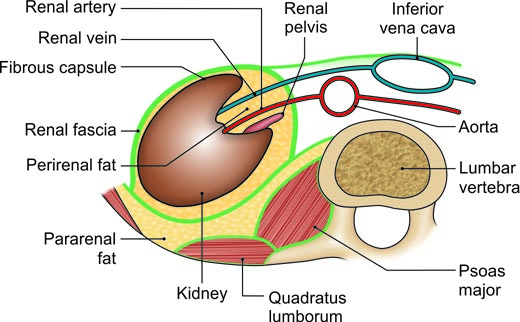 Renal artery
Renal vein
Fibrous capsule
Renal fascia
Perirenal fat
Pararenal
fat
Kidney
Quadratus
lumborum
Renal
pelvis
Inferior
vena cava
Aorta
Lumbar
vertebra
Psoas
major